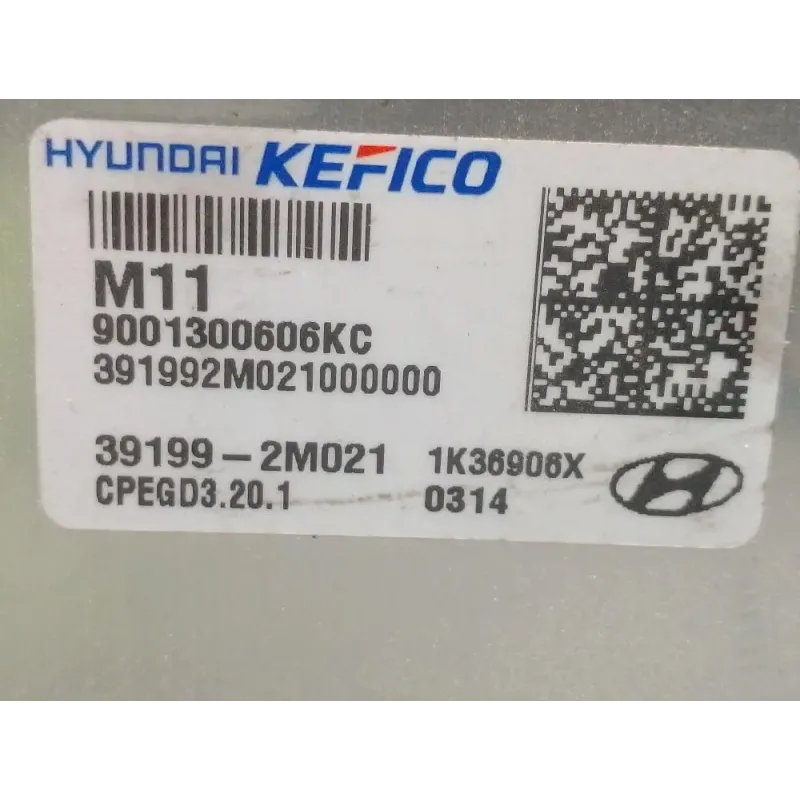 HYUNDAI KEFICO
M11
9001300606KC
391992M021000000
39199-2M021 1K36906X
CPEGD3.20.1 0314